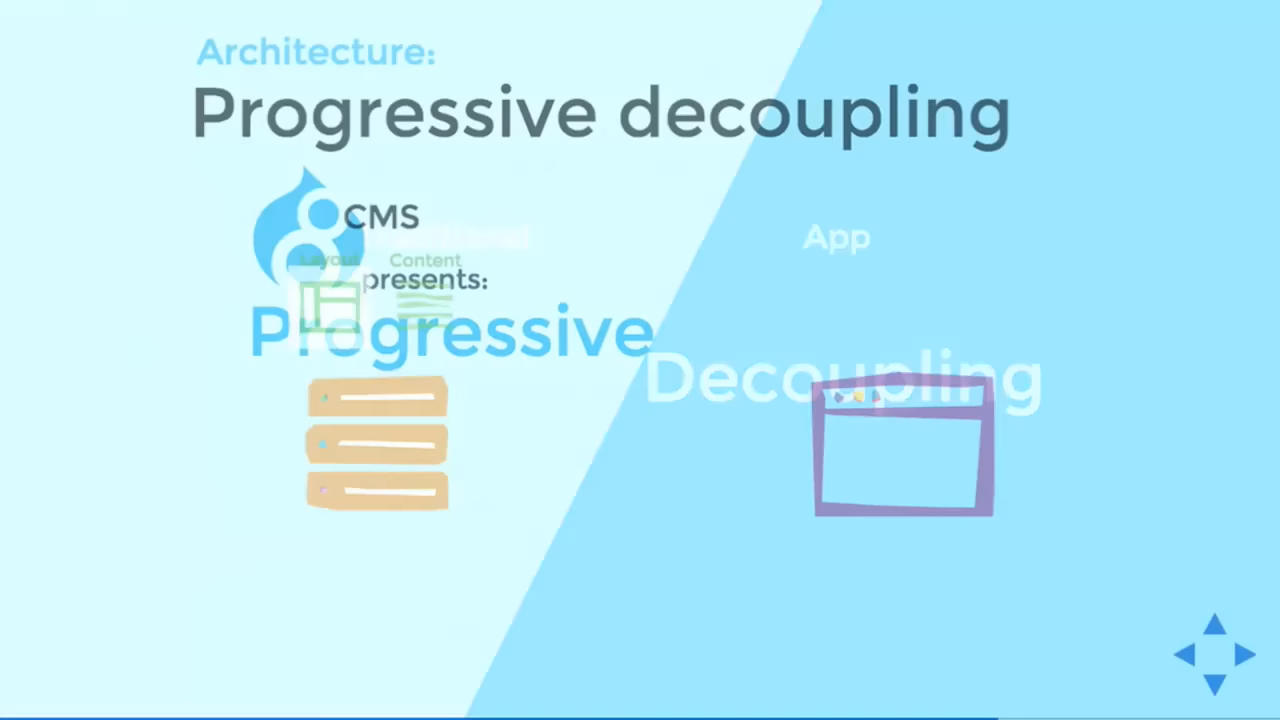 Architecture:
Progressive decoupling
CMS
App
Layout Content
presents:
Progressive
Decoupling